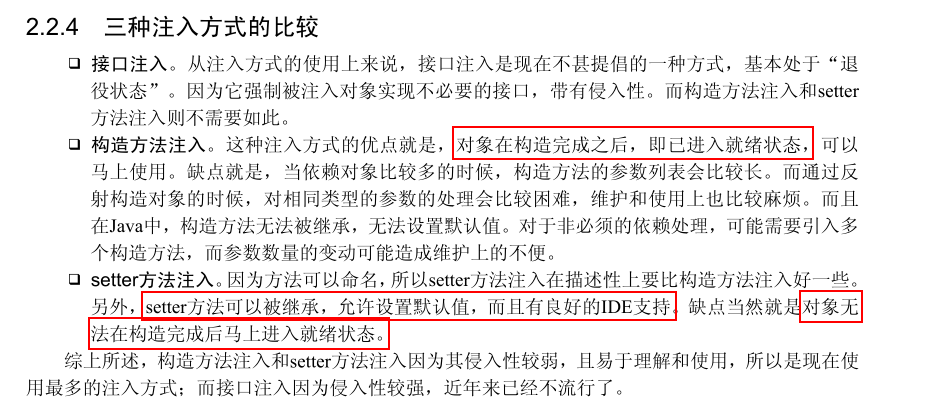 2.2.4 三种注入方式的比较
❑ 接口注入。从注入方式的使用上来说，接口注入是现在不甚提倡的一种方式，基本处于“退
役状态”。因为它强制被注入对象实现不必要的接口，带有侵入性。而构造方法注入和setter
方法注入则不需要如此。
❑ 构造方法注入。这种注入方式的优点就是，对象在构造完成之后，即已进入就绪状态，可以
马上使用。缺点就是，当依赖对象比较多的时候，构造方法的参数列表会比较长。而通过反
射构造对象的时候，对相同类型的参数的处理会比较困难，维护和使用上也比较麻烦。而且
在Java中，构造方法无法被继承，无法设置默认值。对于非必须的依赖处理，可能需要引入多
个构造方法，而参数数量的变动可能造成维护上的不便。
❑ setter方法注入。因为方法可以命名，所以setter方法注入在描述性上要比构造方法注入好一些。
另外，setter方法可以被继承，允许设置默认值，而且有良好的IDE支持。缺点当然就是对象无
法在构造完成后马上进入就绪状态。
综上所述，构造方法注入和setter方法注入因为其侵入性较弱，且易于理解和使用，所以是现在使
用最多的注入方式；而接口注入因为侵入性较强，近年来已经不流行了。